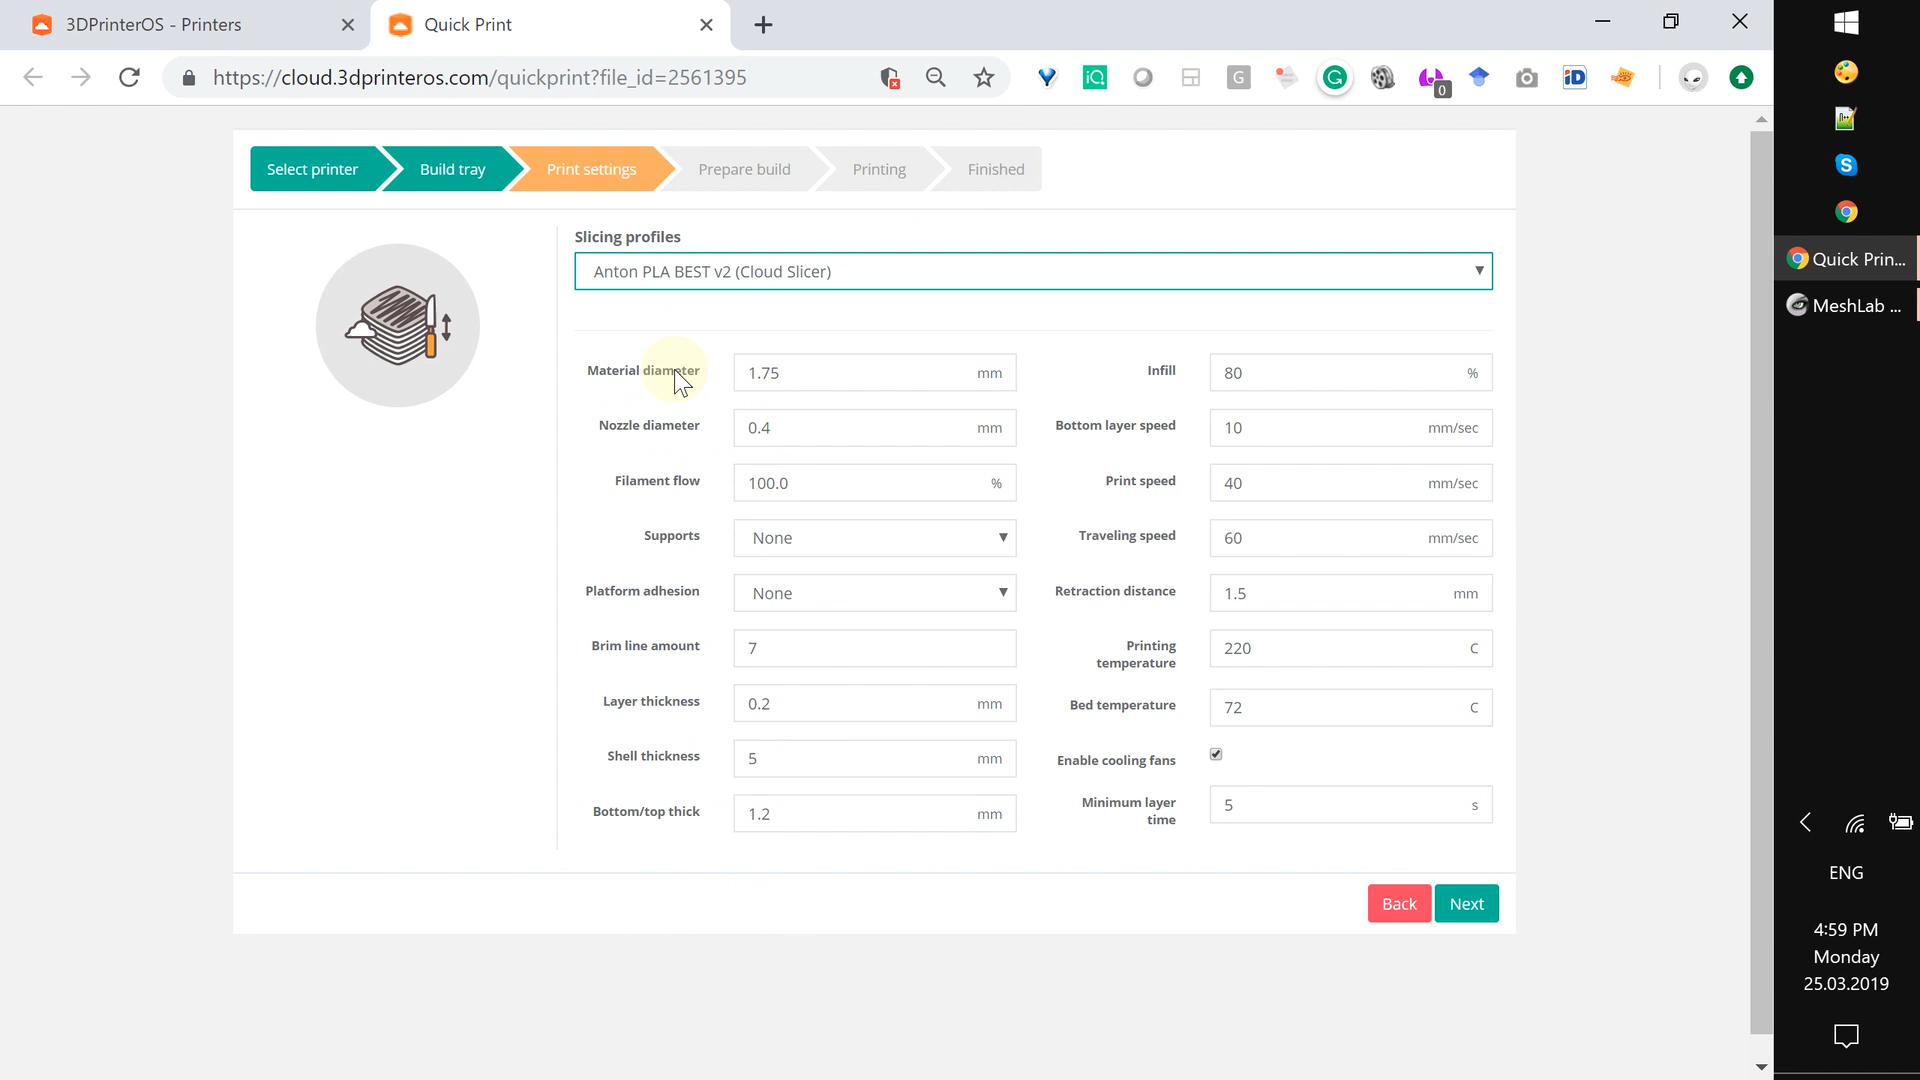 3DPrinterOS - Printers
Quick Print
https://cloud.3dprinteros.com/quickprint?file_id=2561395
iQ
G
G
0
iD
Select printer
Build tray
Print settings
Prepare build
Printing
Finished
Slicing profiles
Anton PLA BEST v2 (Cloud Slicer)
Material diameter
1.75 mm
Infill
80 %
Nozzle diameter
0.4 mm
Bottom layer speed
10 mm/sec
Filament flow
100.0 %
Print speed
40 mm/sec
Supports
None
Traveling speed
60 mm/sec
Platform adhesion
None
Retraction distance
1.5 mm
Brim line amount
7
Printing
temperature
220 C
Layer thickness
0.2 mm
Bed temperature
72 C
Shell thickness
5 mm
Enable cooling fans
Bottom/top thick
1.2 mm
Minimum layer
time
5 s
Back
Next
S
Quick Prin...
MeshLab ...
ENG
4:59 PM
Monday
25.03.2019